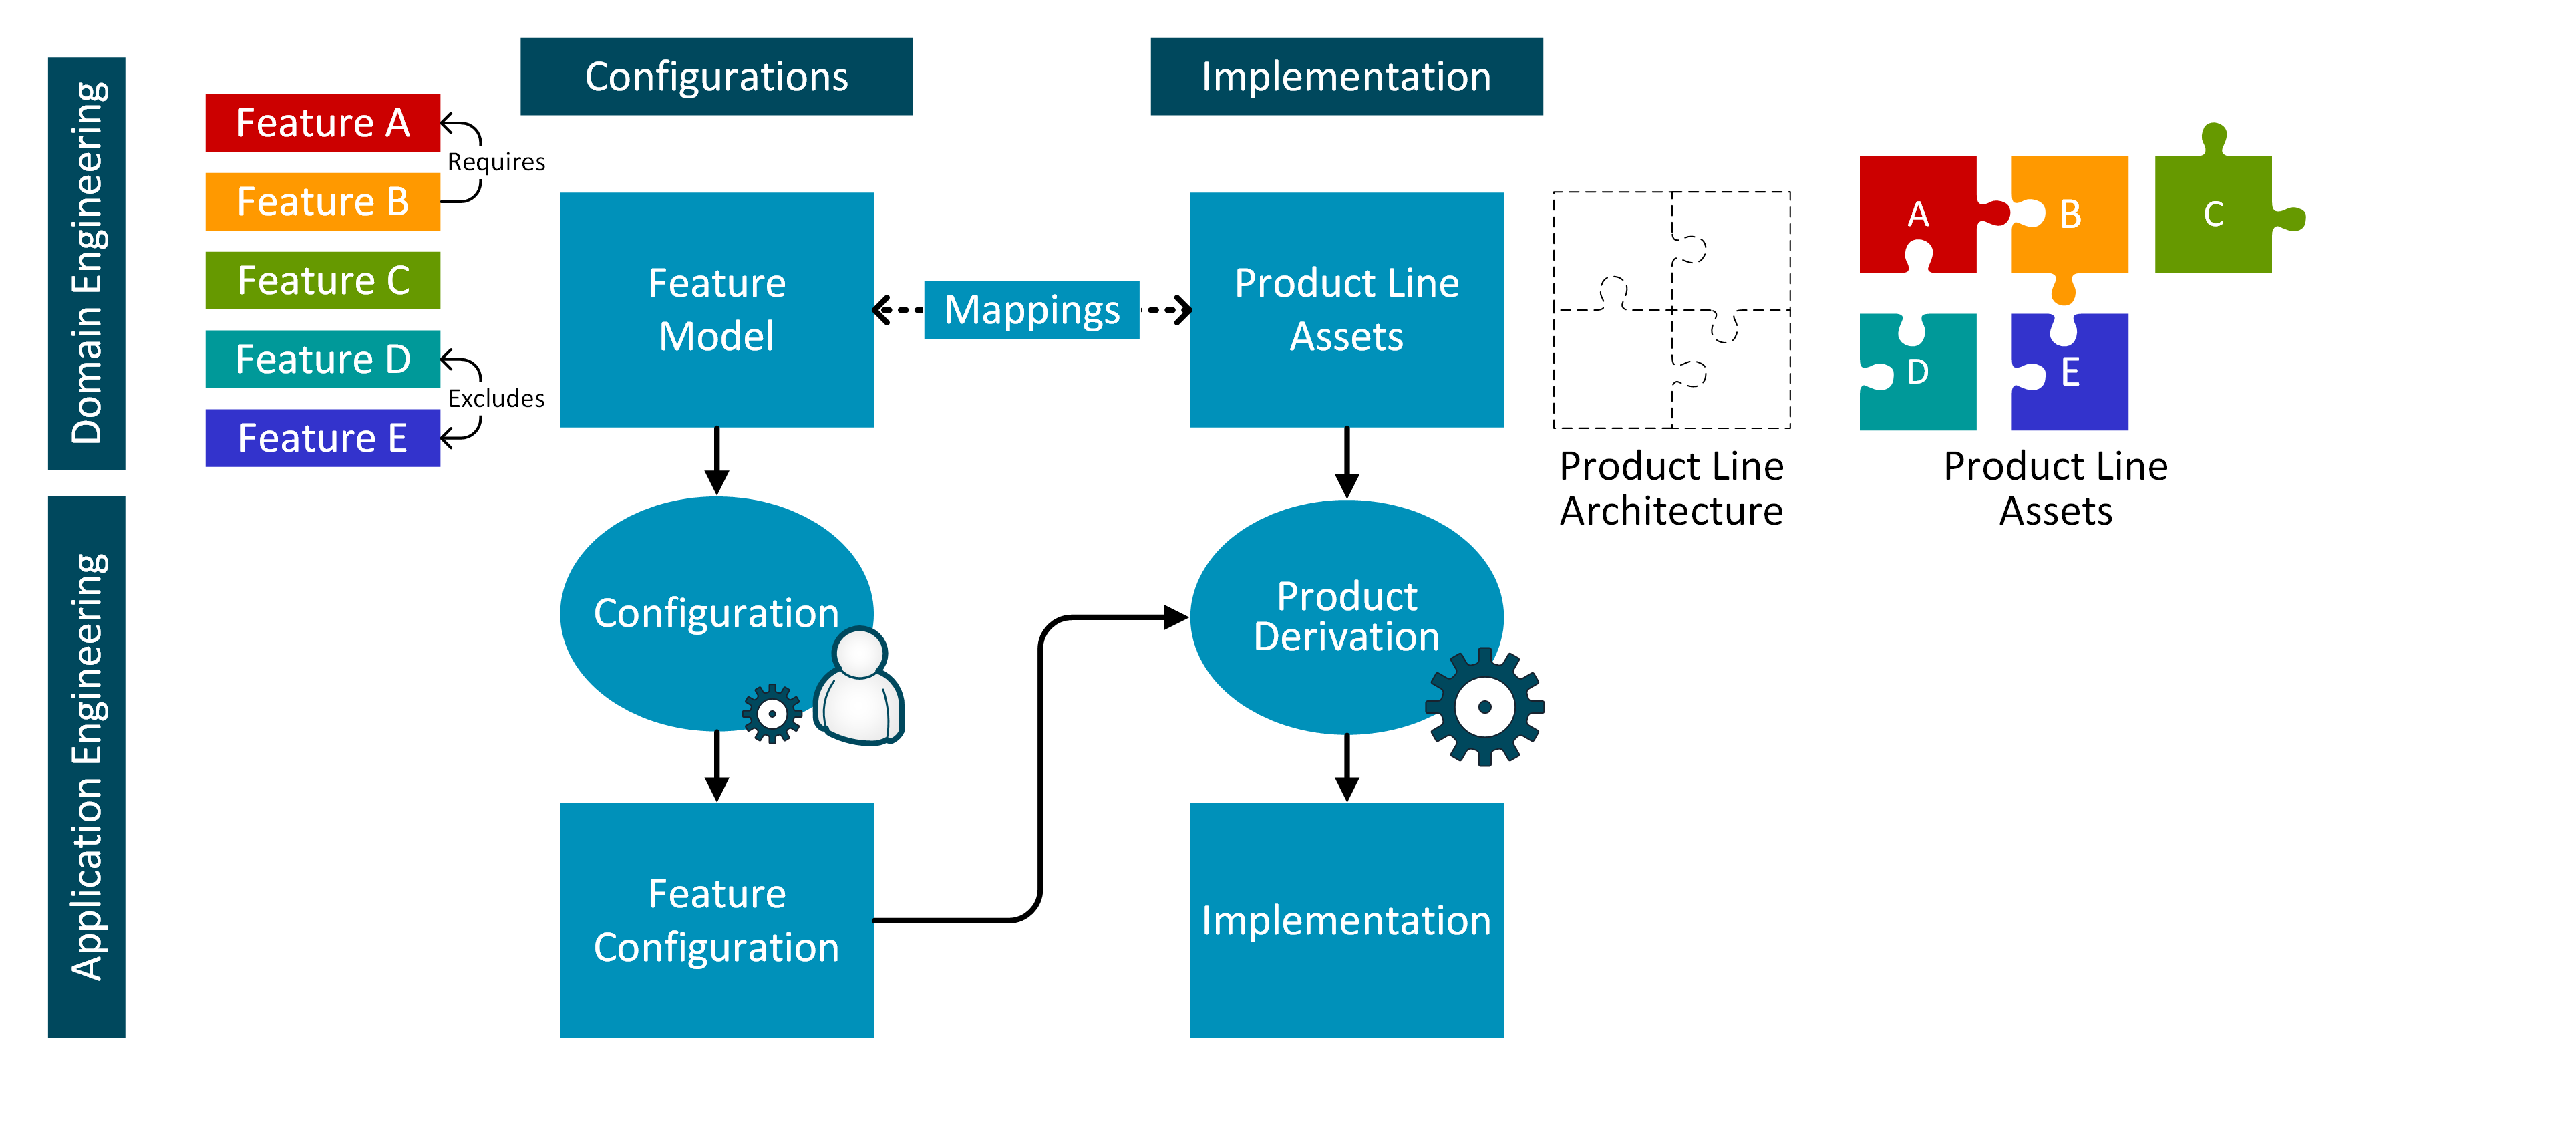 Configurations
Implementation
Domain Engineering
Feature A
Requires
Feature B
Feature C
Feature D
Excludes
Feature E
Feature
Model
Mappings
Product Line
Assets
Product Line
Architecture
A
B
C
D
E
Product Line
Assets
Application Engineering
Configuration
Product
Derivation
Feature
Configuration
Implementation